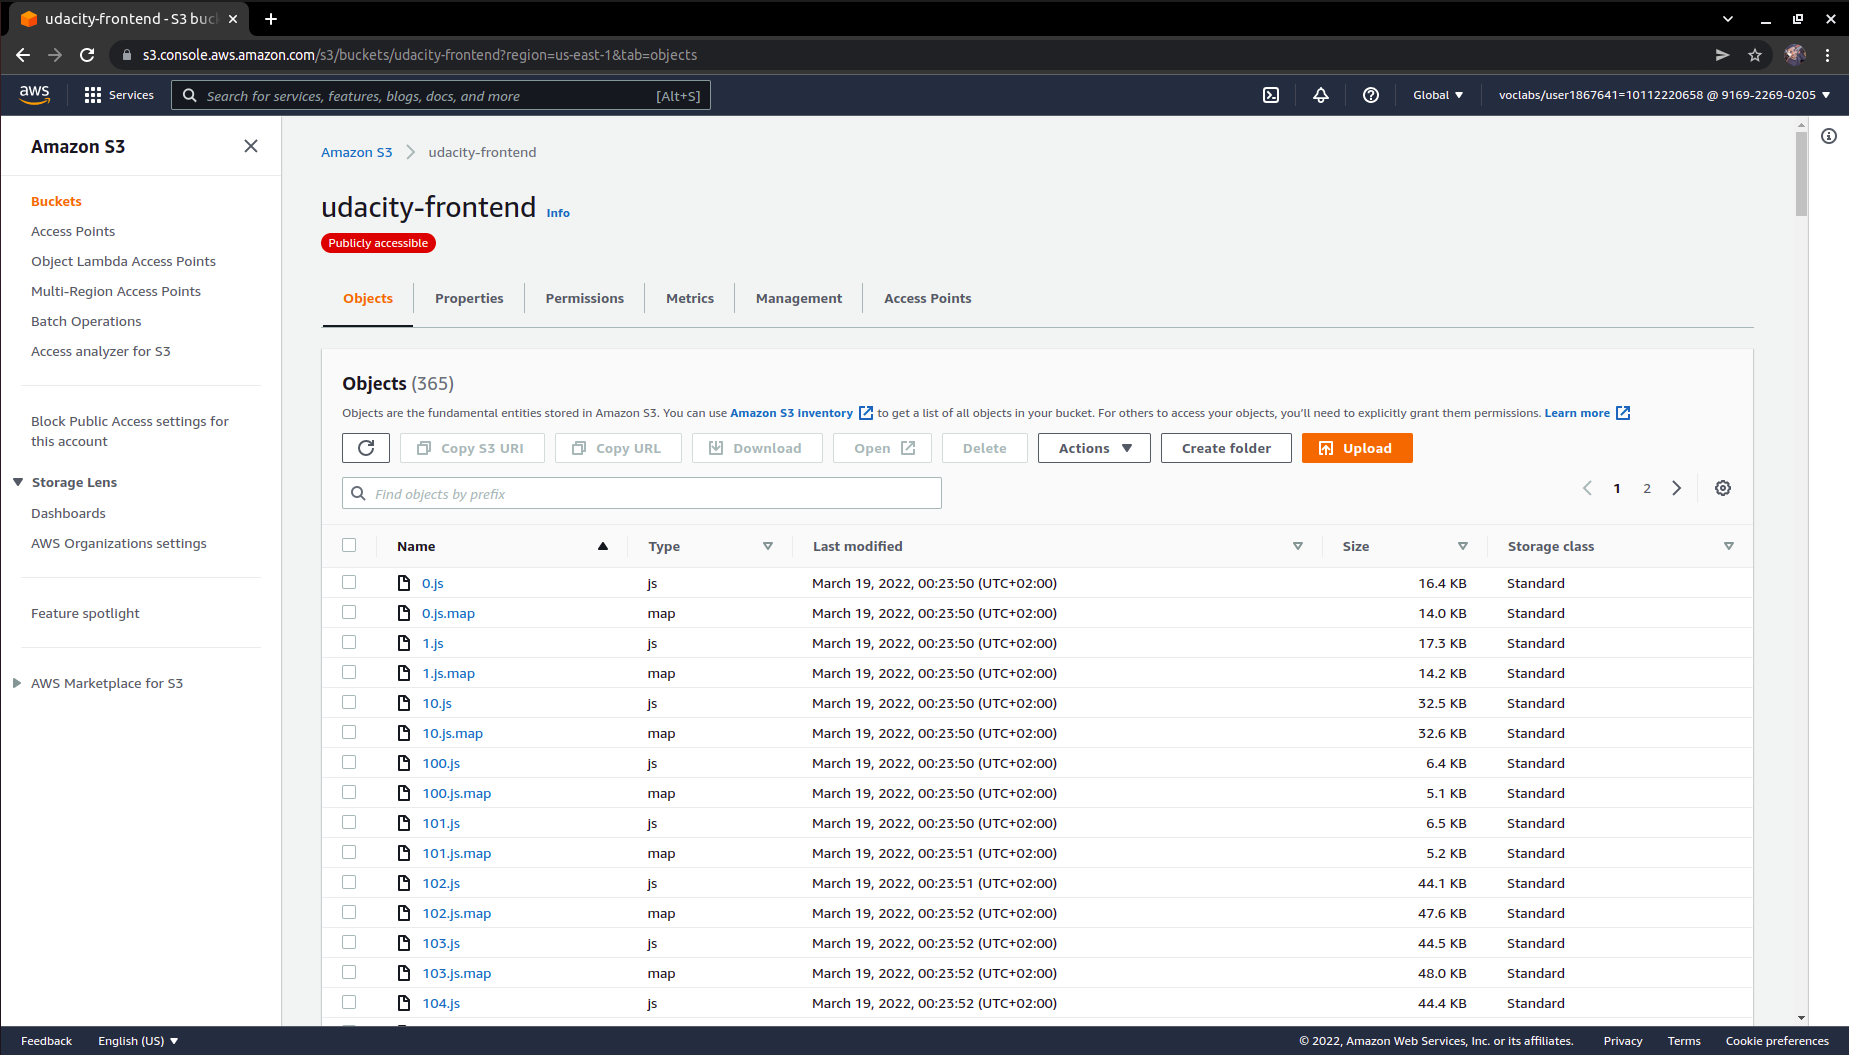 udacity-frontend - S3 buc
s3.console.aws.amazon.com/s3/buckets/udacity-frontend?region=us-east-1&tab=objects
aws Services Search for services, features, blogs, docs, and more [Alt+S] Global voclabs/user1867641=10112220658 @ 9169-2269-0205
Amazon S3
Buckets
Access Points
Object Lambda Access Points
Multi-Region Access Points
Batch Operations
Access analyzer for S3
Block Public Access settings for
this account
Storage Lens
Dashboards
AWS Organizations settings
Feature spotlight
AWS Marketplace for S3
Amazon S3 udacity-frontend
udacity-frontend Info
Publicly accessible
Objects Properties Permissions Metrics Management Access Points
Objects (365)
Objects are the fundamental entities stored in Amazon S3. You can use Amazon S3 inventory to get a list of all objects in your bucket. For others to access your objects, you'll need to explicitly grant them permissions. Learn more
Copy S3 URI Copy URL Download Open Delete Actions Create folder Upload
Find objects by prefix 1 2
Name Type Last modified Size Storage class
0.js js March 19, 2022, 00:23:50 (UTC+02:00) 16.4 KB Standard
0.js.map map March 19, 2022, 00:23:50 (UTC+02:00) 14.0 KB Standard
1.js js March 19, 2022, 00:23:50 (UTC+02:00) 17.3 KB Standard
1.js.map map March 19, 2022, 00:23:50 (UTC+02:00) 14.2 KB Standard
10.js js March 19, 2022, 00:23:50 (UTC+02:00) 32.5 KB Standard
10.js.map map March 19, 2022, 00:23:50 (UTC+02:00) 32.6 KB Standard
100.js js March 19, 2022, 00:23:50 (UTC+02:00) 6.4 KB Standard
100.js.map map March 19, 2022, 00:23:50 (UTC+02:00) 5.1 KB Standard
101.js js March 19, 2022, 00:23:50 (UTC+02:00) 6.5 KB Standard
101.js.map map March 19, 2022, 00:23:51 (UTC+02:00) 5.2 KB Standard
102.js js March 19, 2022, 00:23:51 (UTC+02:00) 44.1 KB Standard
102.js.map map March 19, 2022, 00:23:52 (UTC+02:00) 47.6 KB Standard
103.js js March 19, 2022, 00:23:52 (UTC+02:00) 44.5 KB Standard
103.js.map map March 19, 2022, 00:23:52 (UTC+02:00) 48.0 KB Standard
104.js js March 19, 2022, 00:23:52 (UTC+02:00) 44.4 KB Standard
Feedback English (US) © 2022, Amazon Web Services, Inc. or its affiliates. Privacy Terms Cookie preferences